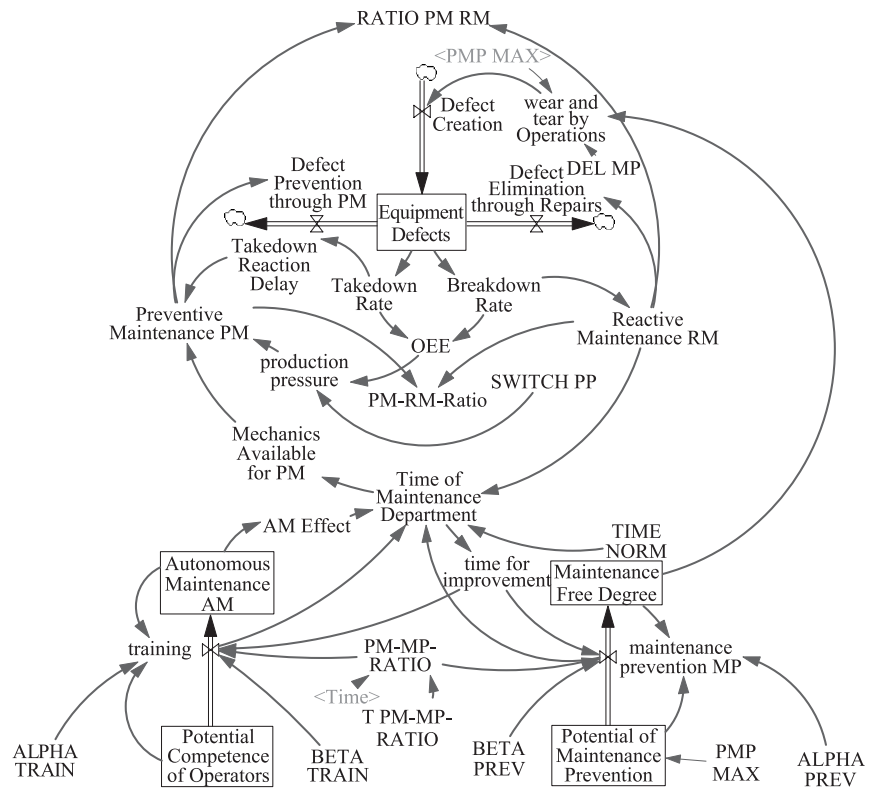 RATIO PM RM
<PMP MAX>
Defect
Creation
wear and
tear by
Operations
DEL MP
Defect
Prevention
through PM
Defect
Elimination
through Repairs
Equipment
Defects
Takedown
Reaction
Delay
Takedown
Rate
Breakdown
Rate
Preventive
Maintenance PM
Reactive
Maintenance RM
OEE
production
pressure
PM-RM-Ratio
SWITCH PP
Mechanics
Available
for PM
Time of
Maintenance
Department
AM Effect
TIME
NORM
Autonomous
Maintenance
AM
time for
improvement
Maintenance
Free Degree
training
PM-MP-
RATIO
maintenance
prevention MP
<Time>
T PM-MP-
RATIO
ALPHA
TRAIN
Potential
Competence
of Operators
BETA
TRAIN
BETA
PREV
Potential of
Maintenance
Prevention
PMP
MAX
ALPHA
PREV